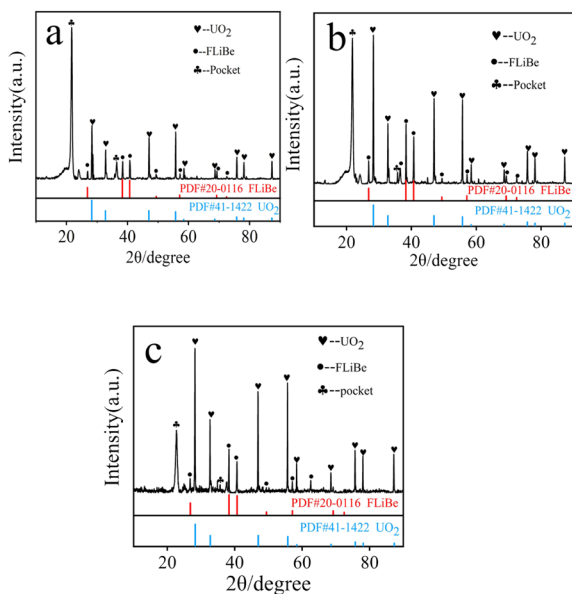 a
♥--UO2
●--FLiBe
♣--Pocket
Intensity(a.u.)
PDF#20-0116 FLiBe
PDF#41-1422 UO2
20 40 60 80
2θ/degree
b
♥--UO2
●--FLiBe
♣--Pocket
Intensity(a.u.)
PDF#20-0116 FLiBe
PDF#41-1422 UO2
20 40 60 80
2θ/degree
c
♥--UO2
●--FLiBe
♣--pocket
Intensity(a.u.)
PDF#20-0116 FLiBe
PDF#41-1422 UO2
20 40 60 80
2θ/degree